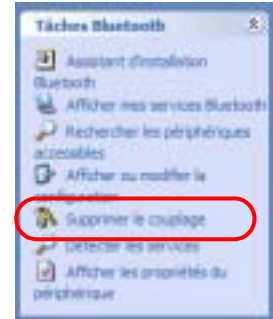 Tâches Bluetooth
Assistant d'installation
Bluetooth
Afficher mes services Bluetooth
Rechercher les périphériques
accessibles
Afficher ou modifier la
configuration
Supprimer le couplage
Détecter les services
Afficher les propriétés du
périphérique